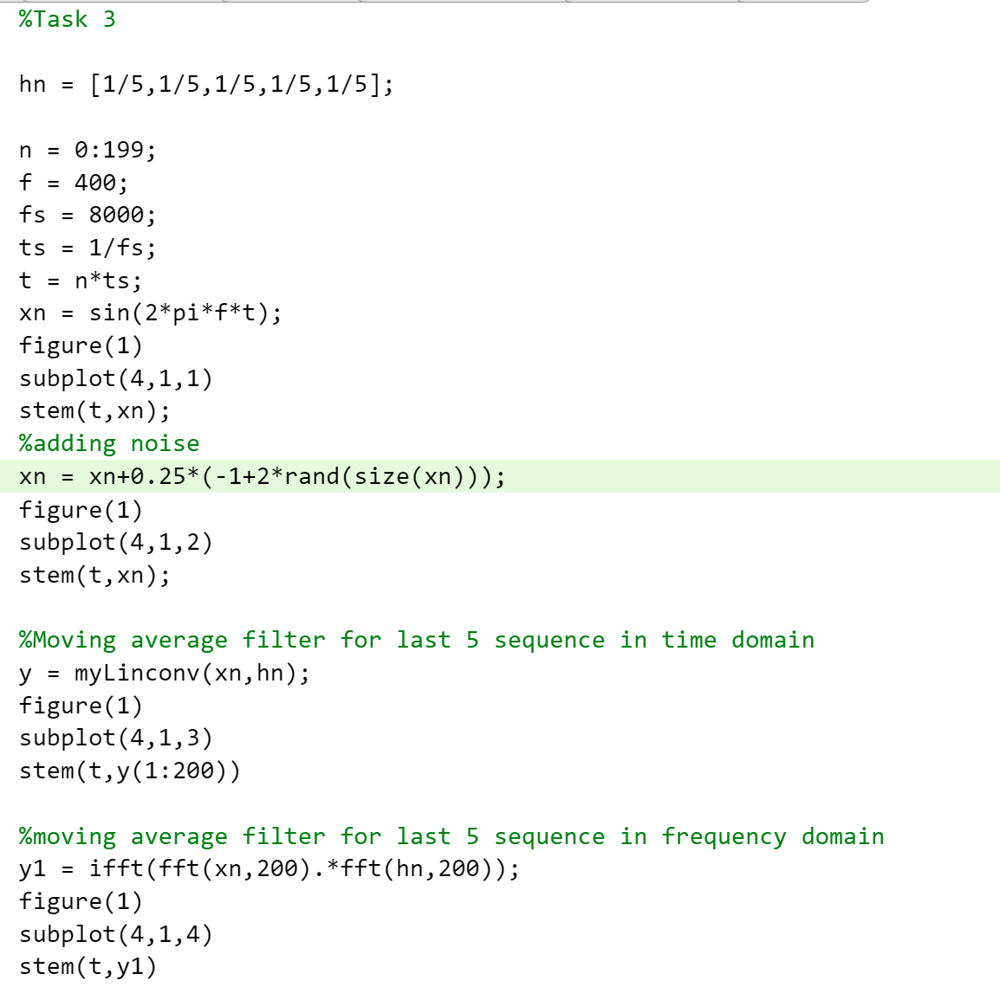 %Task 3
hn = [1/5,1/5,1/5,1/5,1/5];
n = 0:199;
f = 400;
fs = 8000;
ts = 1/fs;
t = n*ts;
xn = sin(2*pi*f*t);
figure(1)
subplot(4,1,1)
stem(t,xn);
%adding noise
xn = xn+0.25*(-1+2*rand(size(xn)));
figure(1)
subplot(4,1,2)
stem(t,xn);
%Moving average filter for last 5 sequence in time domain
y = myLinconv(xn,hn);
figure(1)
subplot(4,1,3)
stem(t,y(1:200))
%moving average filter for last 5 sequence in frequency domain
y1 = ifft(fft(xn,200).*fft(hn,200));
figure(1)
subplot(4,1,4)
stem(t,y1)